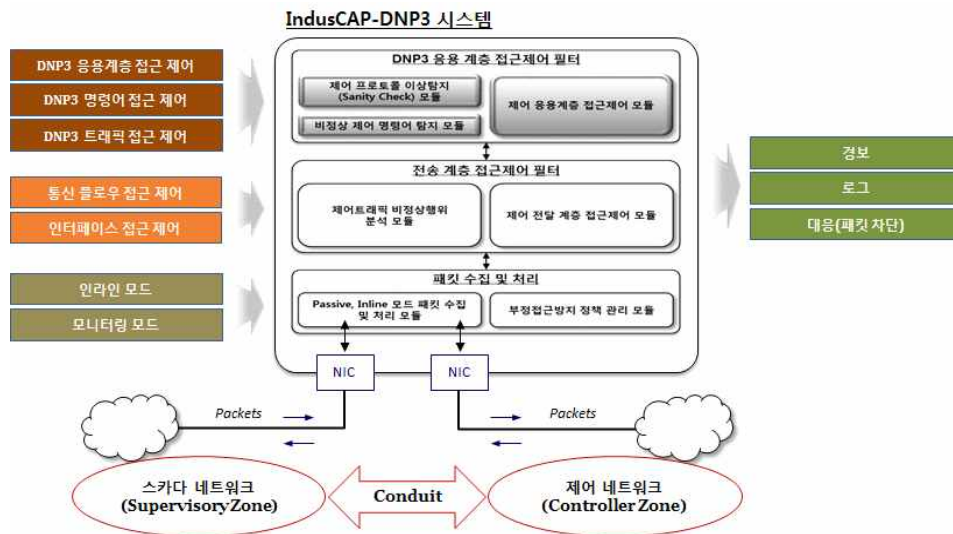 IndusCAP-DNP3 시스템
DNP3 응용계층 접근 제어
DNP3 명령어 접근 제어
DNP3 트래픽 접근 제어
통신 플로우 접근 제어
인터페이스 접근 제어
인라인 모드
모니터링 모드
DNP3 응용 계층 접근제어 필터
제어 프로토콜 이상탐지
(Sanity Check) 모듈
비정상 제어 명령어 탐지 모듈
제어 응용계층 접근제어 모듈
전송 계층 접근제어 필터
제어트래픽 비정상행위
분석 모듈
제어 전달 계층 접근제어 모듈
패킷 수집 및 처리
Passive, Inline 모드 패킷 수집
및 처리 모듈
부정접근방지 정책 관리 모듈
NIC
NIC
경보
로그
대응(패킷 차단)
Packets
Packets
스카다 네트워크
(Supervisory Zone)
Conduit
제어 네트워크
(Controller Zone)